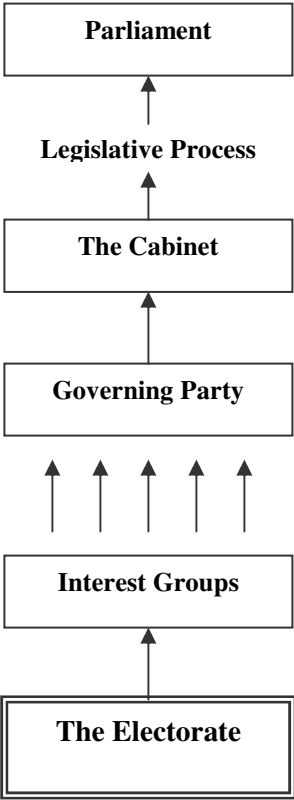 Parliament
Legislative Process
The Cabinet
Governing Party
Interest Groups
The Electorate